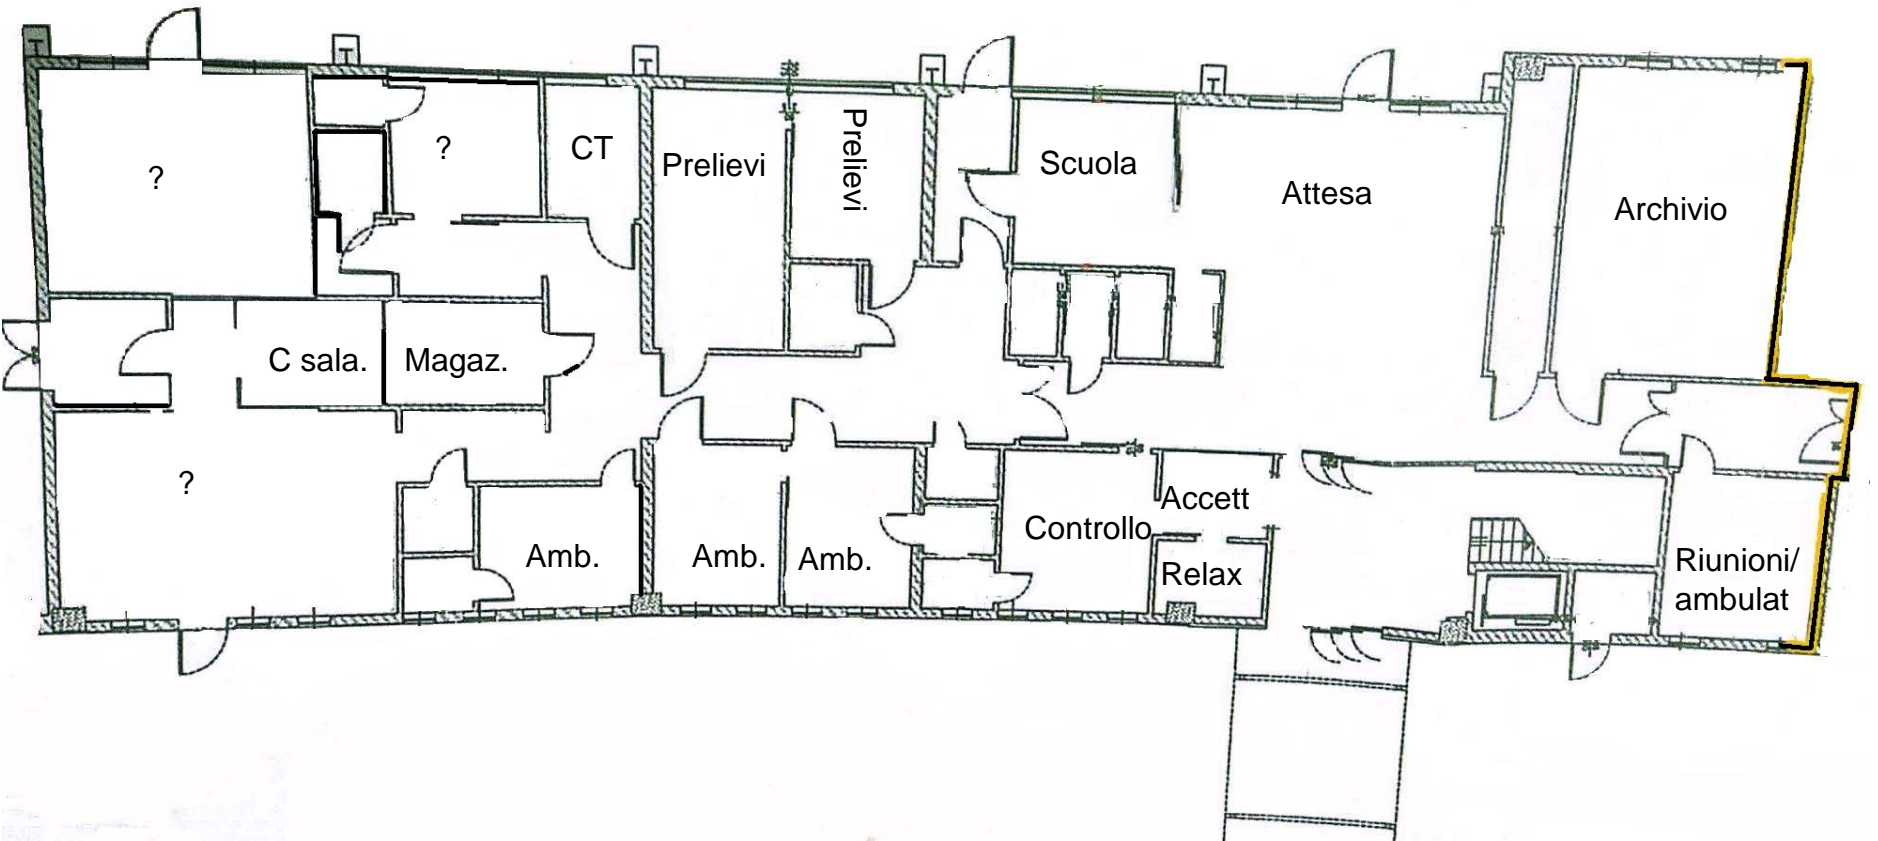 ?
?
CT
Prelievi
Prelievi
Scuola
Attesa
Archivio
C sala.
Magaz.
?
Amb.
Amb.
Amb.
Controllo
Accett
Relax
Riunioni/
ambulat
T
T
T
T
T
T